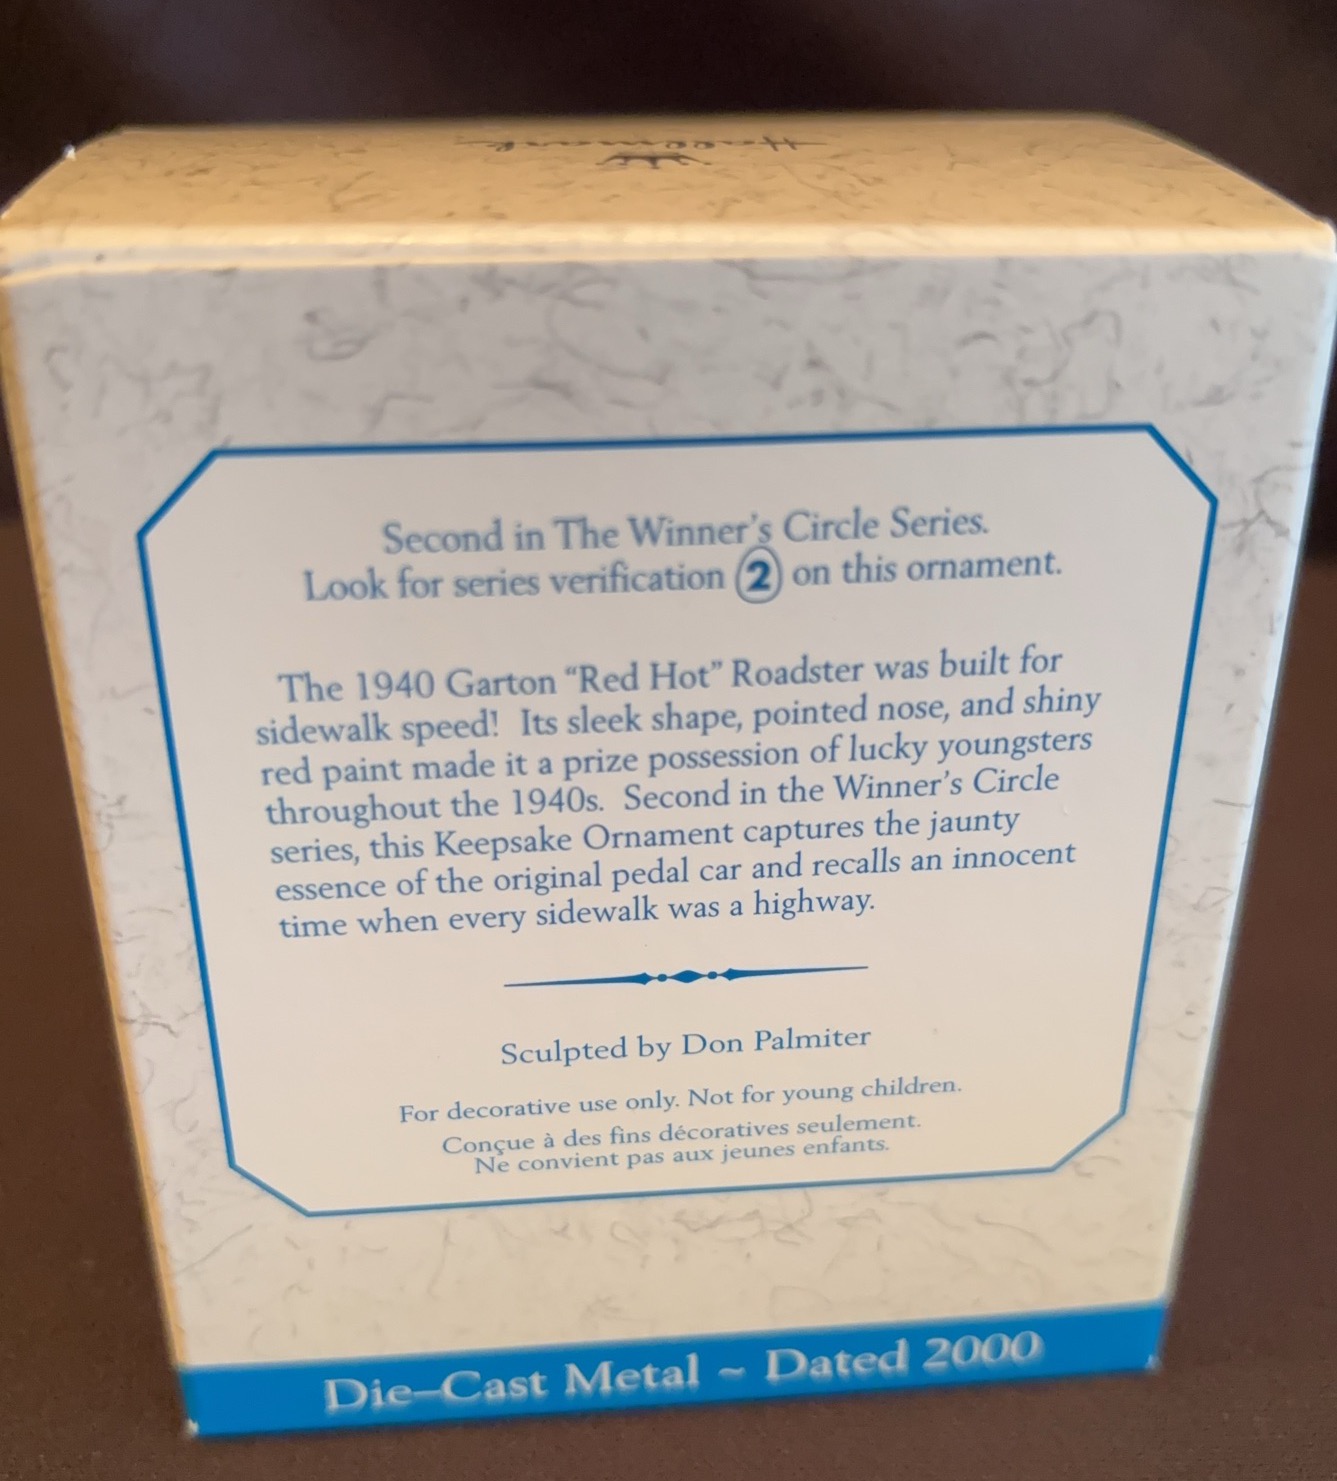 Hallmark
Second in The Winner's Circle Series.
Look for series verification 2 on this ornament.
The 1940 Garton “Red Hot” Roadster was built for
sidewalk speed! Its sleek shape, pointed nose, and shiny
red paint made it a prize possession of lucky youngsters
throughout the 1940s. Second in the Winner's Circle
series, this Keepsake Ornament captures the jaunty
essence of the original pedal car and recalls an innocent
time when every sidewalk was a highway.
Sculpted by Don Palmiter
For decorative use only. Not for young children.
Conçue à des fins décoratives seulement.
Ne convient pas aux jeunes enfants.
Die–Cast Metal ~ Dated 2000